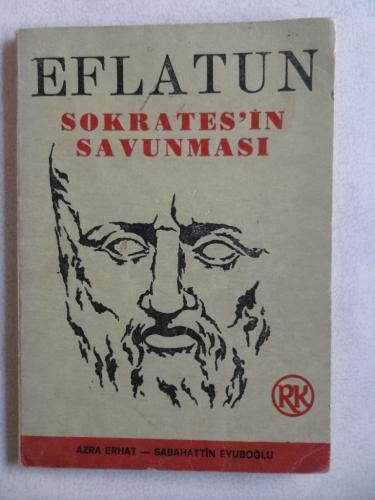 EFLATUN
SOKRATES'İN
SAVUNMASI
RK
AZRA ERHAT — SABAHATTİN EYUBOĞLU